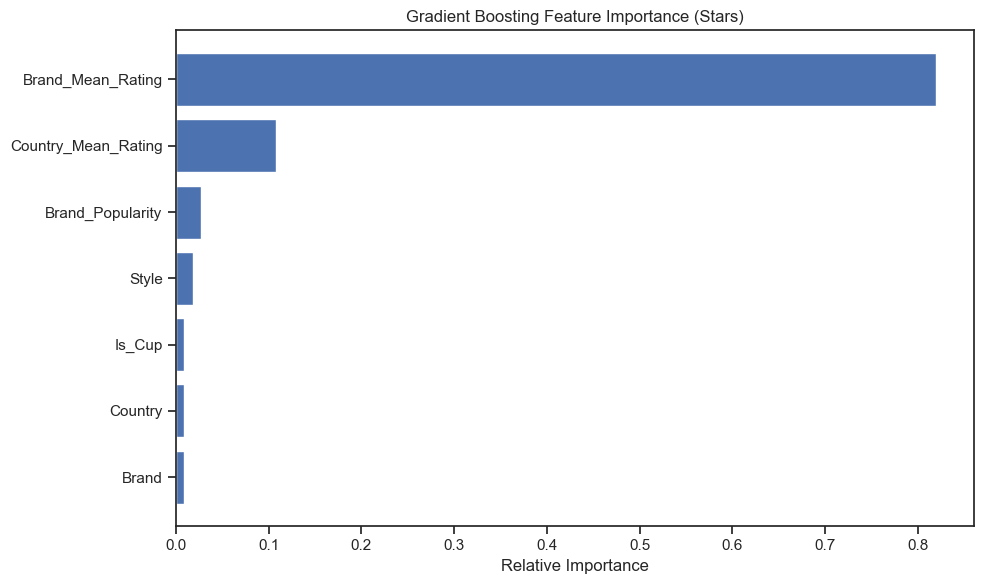 Gradient Boosting Feature Importance (Stars)
Brand_Mean_Rating
Country_Mean_Rating
Brand_Popularity
Style
Is_Cup
Country
Brand
0.0 0.1 0.2 0.3 0.4 0.5 0.6 0.7 0.8
Relative Importance